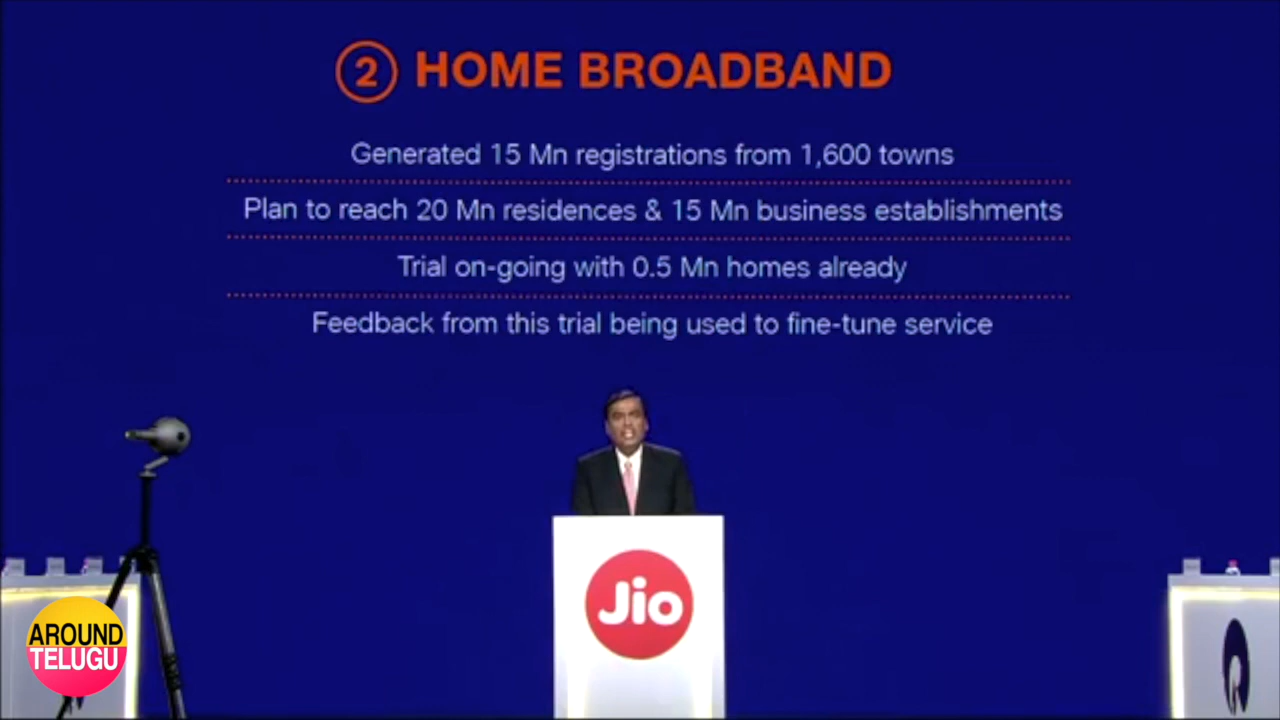 2 HOME BROADBAND
Generated 15 Mn registrations from 1,600 towns
Plan to reach 20 Mn residences & 15 Mn business establishments
Trial on-going with 0.5 Mn homes already
Feedback from this trial being used to fine-tune service
Jio
AROUND
TELUGU